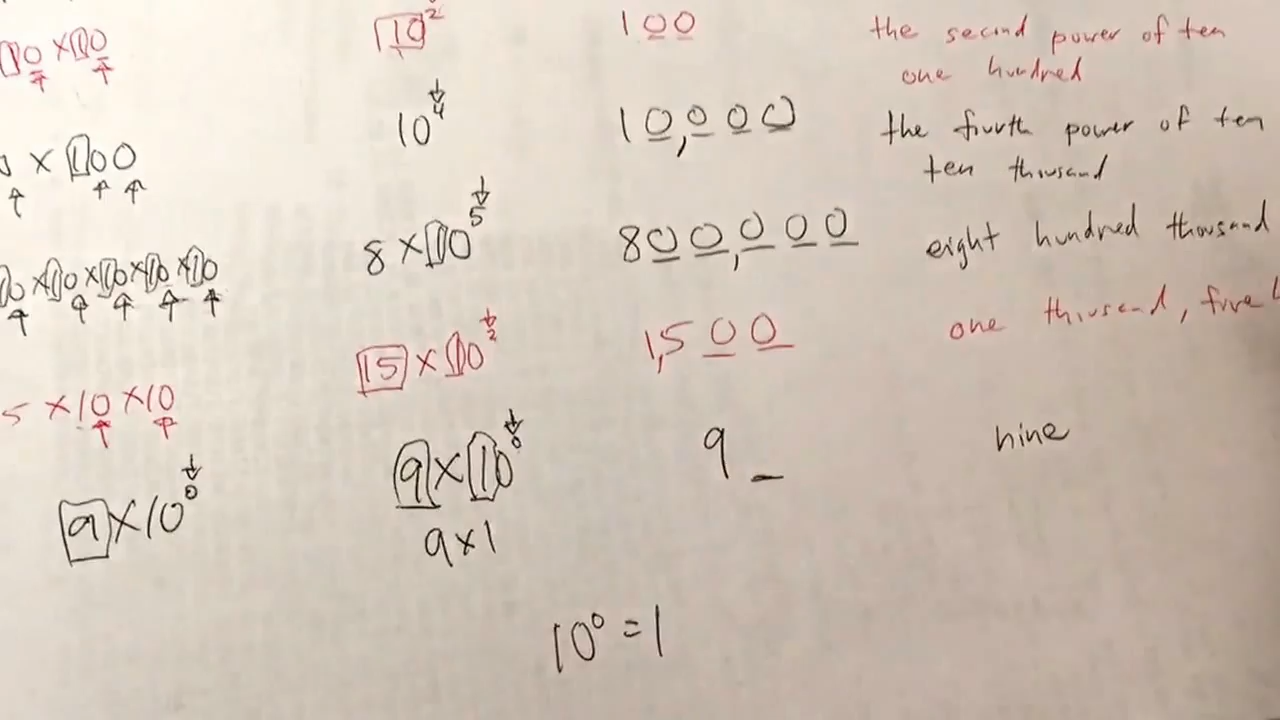 10 × 10 10² 100 the second power of ten
one hundred
× 100 10⁴ 10,000 the fourth power of ten
ten thousand
10 × 10 × 10 × 10 × 10 8 × 10⁵ 800,000 eight hundred thousand
5 × 10 × 10 15 × 10² 1,500 one thousand, five
9 × 10⁰ 9 × 10⁰ 9 nine
9 × 1
10⁰ = 1